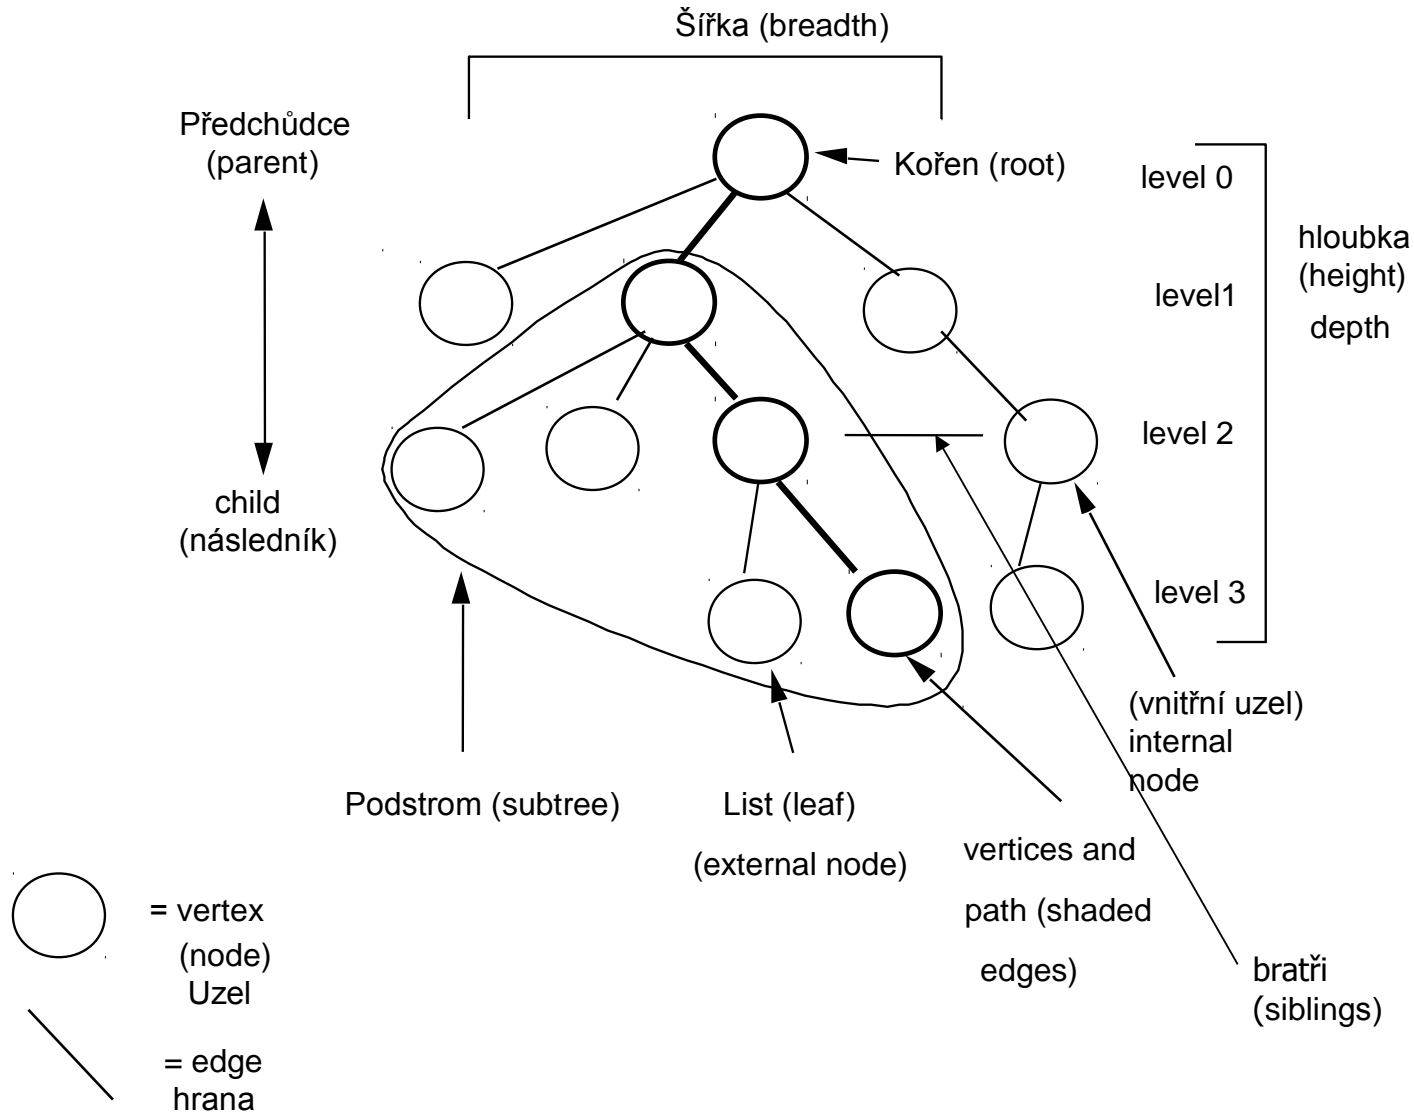 Šířka (breadth)
Předchůdce
(parent)
Kořen (root)
level 0
hloubka
(height)
depth
level1
level 2
child
(následník)
level 3
(vnitřní uzel)
internal
node
Podstrom (subtree)
List (leaf)
(external node)
vertices and
path (shaded
edges)
= vertex
(node)
Uzel
bratři
(siblings)
= edge
hrana